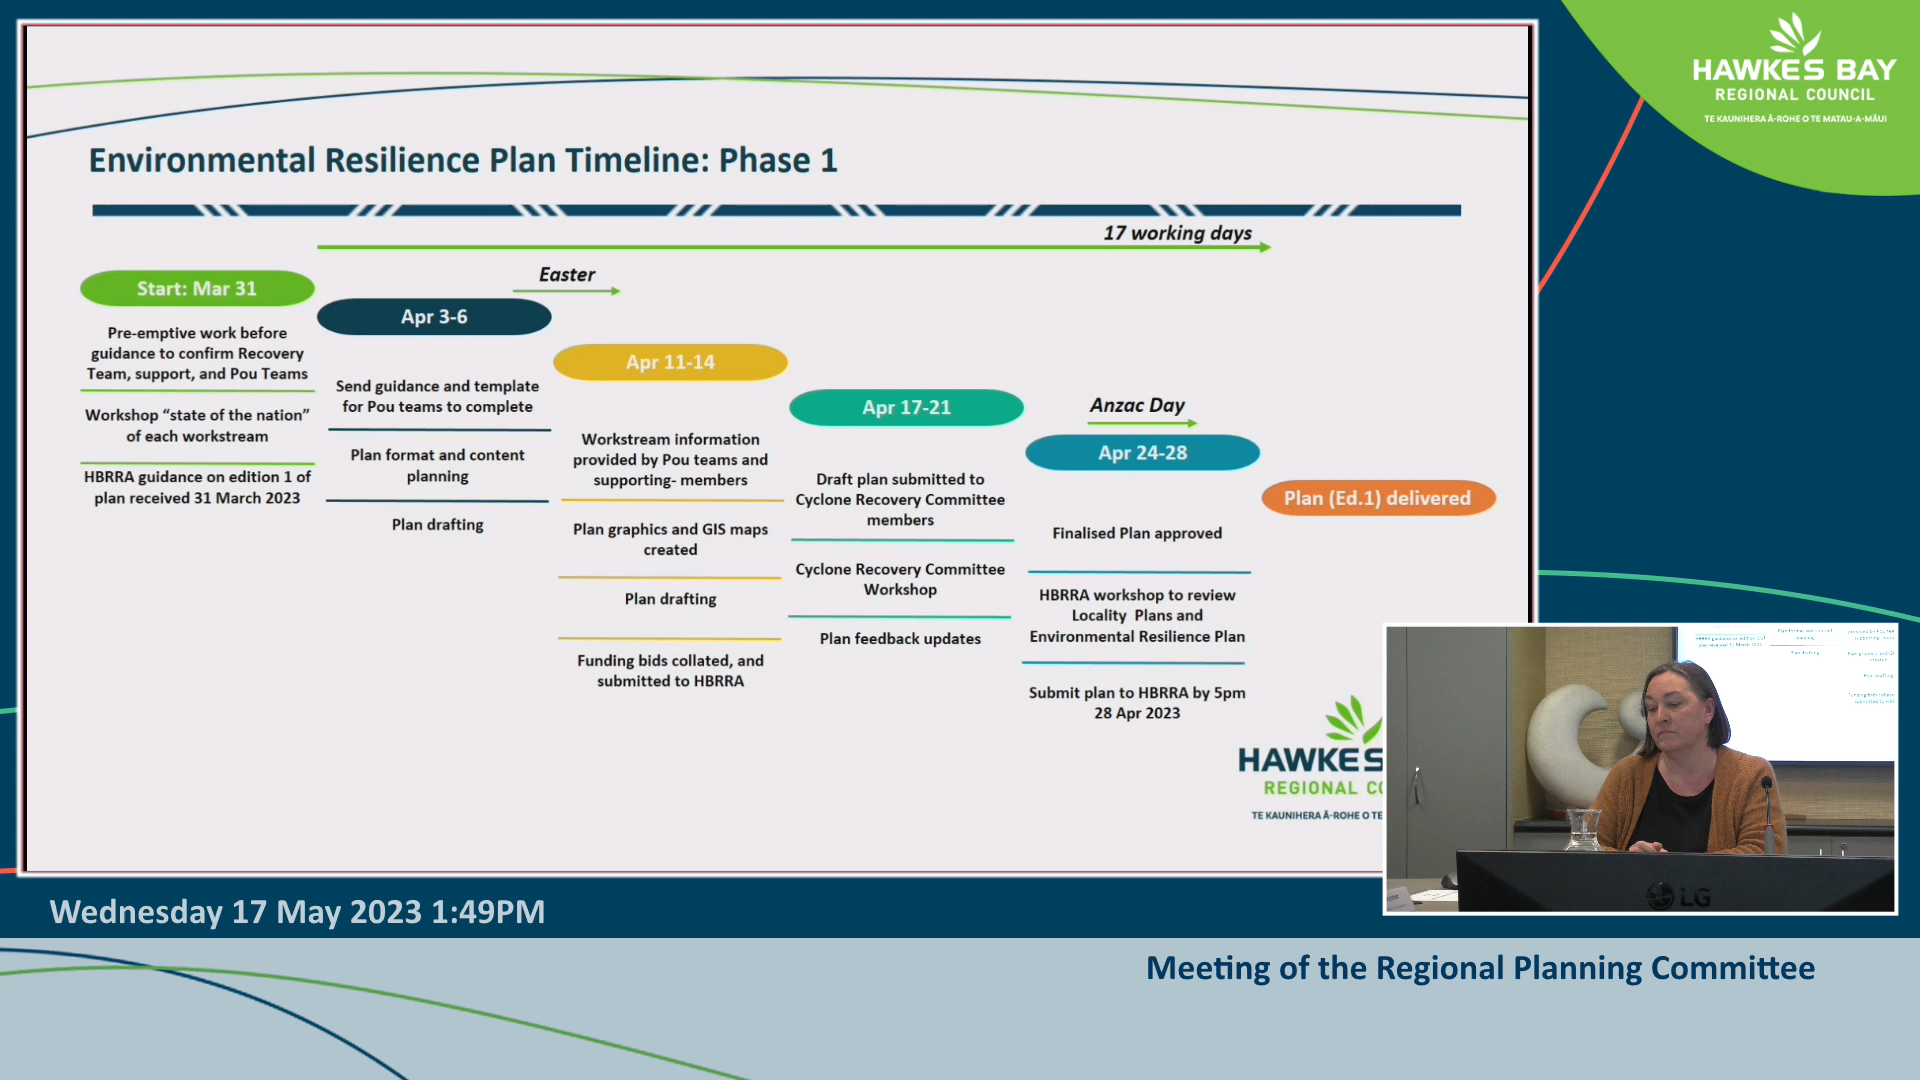 HAWKE'S BAY
REGIONAL COUNCIL
TE KAUNIHERA Ā-ROHE O TE MATAU-A-MĀUI
Environmental Resilience Plan Timeline: Phase 1
17 working days
Easter
Start: Mar 31
Pre-emptive work before
guidance to confirm Recovery
Team, support, and Pou Teams
Workshop “state of the nation”
of each workstream
HBRRA guidance on edition 1 of
plan received 31 March 2023
Apr 3-6
Send guidance and template
for Pou teams to complete
Plan format and content
planning
Plan drafting
Apr 11-14
Workstream information
provided by Pou teams and
supporting- members
Plan graphics and GIS maps
created
Plan drafting
Funding bids collated, and
submitted to HBRRA
Apr 17-21
Draft plan submitted to
Cyclone Recovery Committee
members
Cyclone Recovery Committee
Workshop
Plan feedback updates
Anzac Day
Apr 24-28
Finalised Plan approved
HBRRA workshop to review
Locality Plans and
Environmental Resilience Plan
Submit plan to HBRRA by 5pm
28 Apr 2023
Plan (Ed.1) delivered
HAWKES
REGIONAL CO
TE KAUNIHERA Ā-ROHE O TE
LG
Wednesday 17 May 2023 1:49PM
Meeting of the Regional Planning Committee